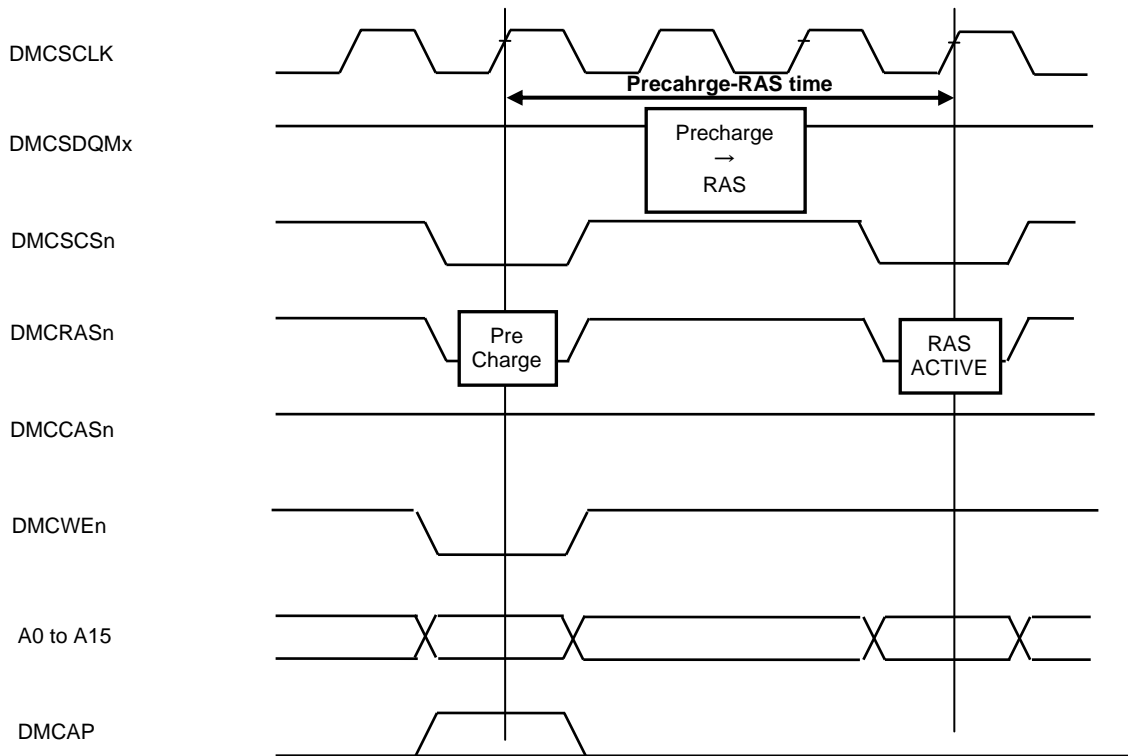 DMCSCLK
Precahrge-RAS time
DMCSDQMx
Precharge
→
RAS
DMCSCSn
DMCRASn
Pre
Charge
RAS
ACTIVE
DMCCASn
DMCWEn
A0 to A15
DMCAP